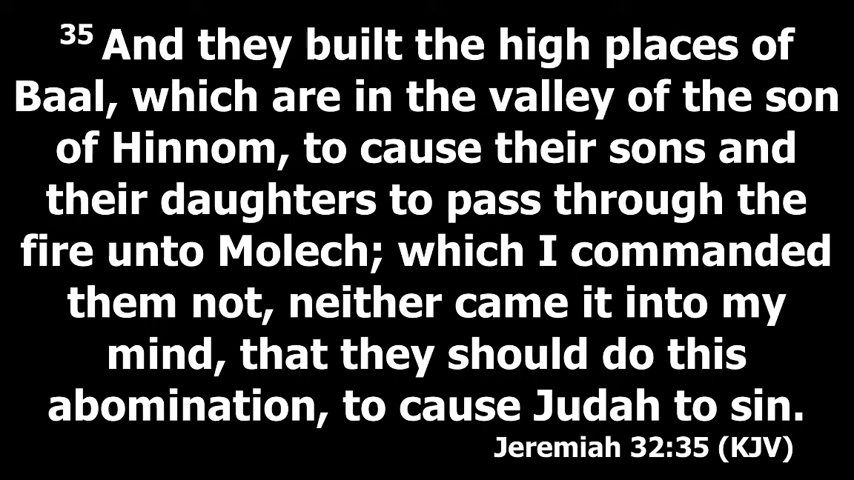 35 And they built the high places of
Baal, which are in the valley of the son
of Hinnom, to cause their sons and
their daughters to pass through the
fire unto Molech; which I commanded
them not, neither came it into my
mind, that they should do this
abomination, to cause Judah to sin.
Jeremiah 32:35 (KJV)